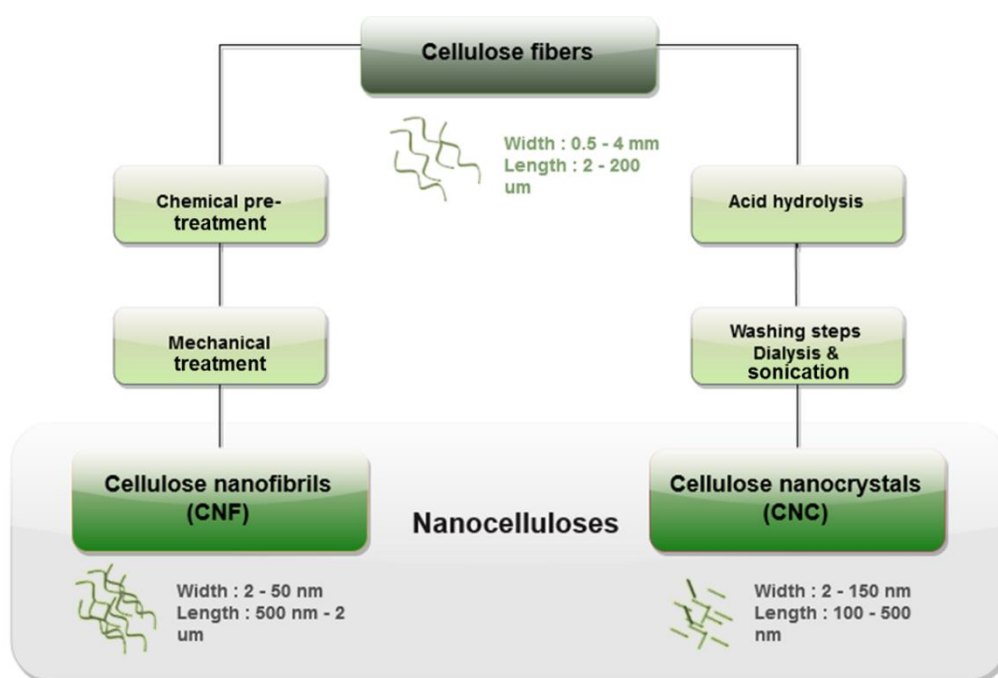 Cellulose fibers
Width : 0.5 - 4 mm
Length : 2 - 200
um
Chemical pre-
treatment
Acid hydrolysis
Mechanical
treatment
Washing steps
Dialysis &
sonication
Cellulose nanofibrils
(CNF)
Nanocelluloses
Cellulose nanocrystals
(CNC)
Width : 2 - 50 nm
Length : 500 nm - 2
um
Width : 2 - 150 nm
Length : 100 - 500
nm